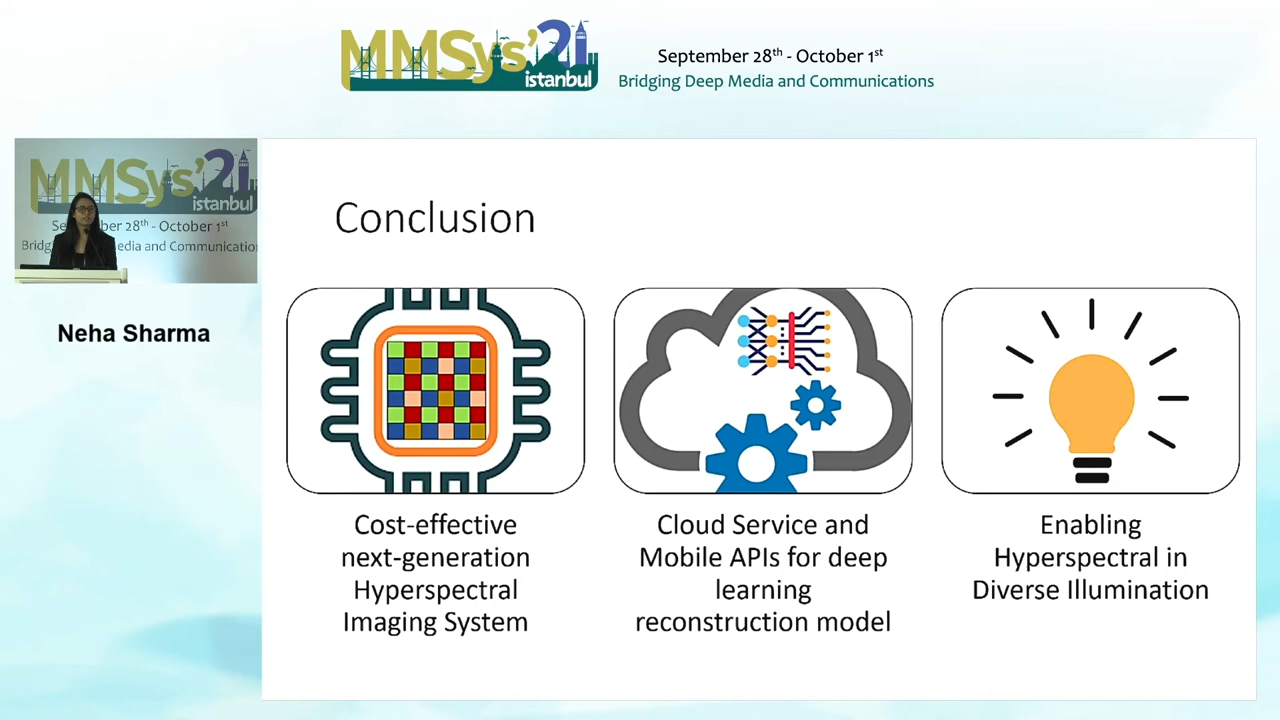 MMSys'21
istanbul
September 28th - October 1st
Bridging Deep Media and Communications
MMSys'21
istanbul
28th - October 1st
Bridg
edia and Communication
Neha Sharma
Conclusion
Cost-effective
next-generation
Hyperspectral
Imaging System
Cloud Service and
Mobile APIs for deep
learning
reconstruction model
Enabling
Hyperspectral in
Diverse Illumination